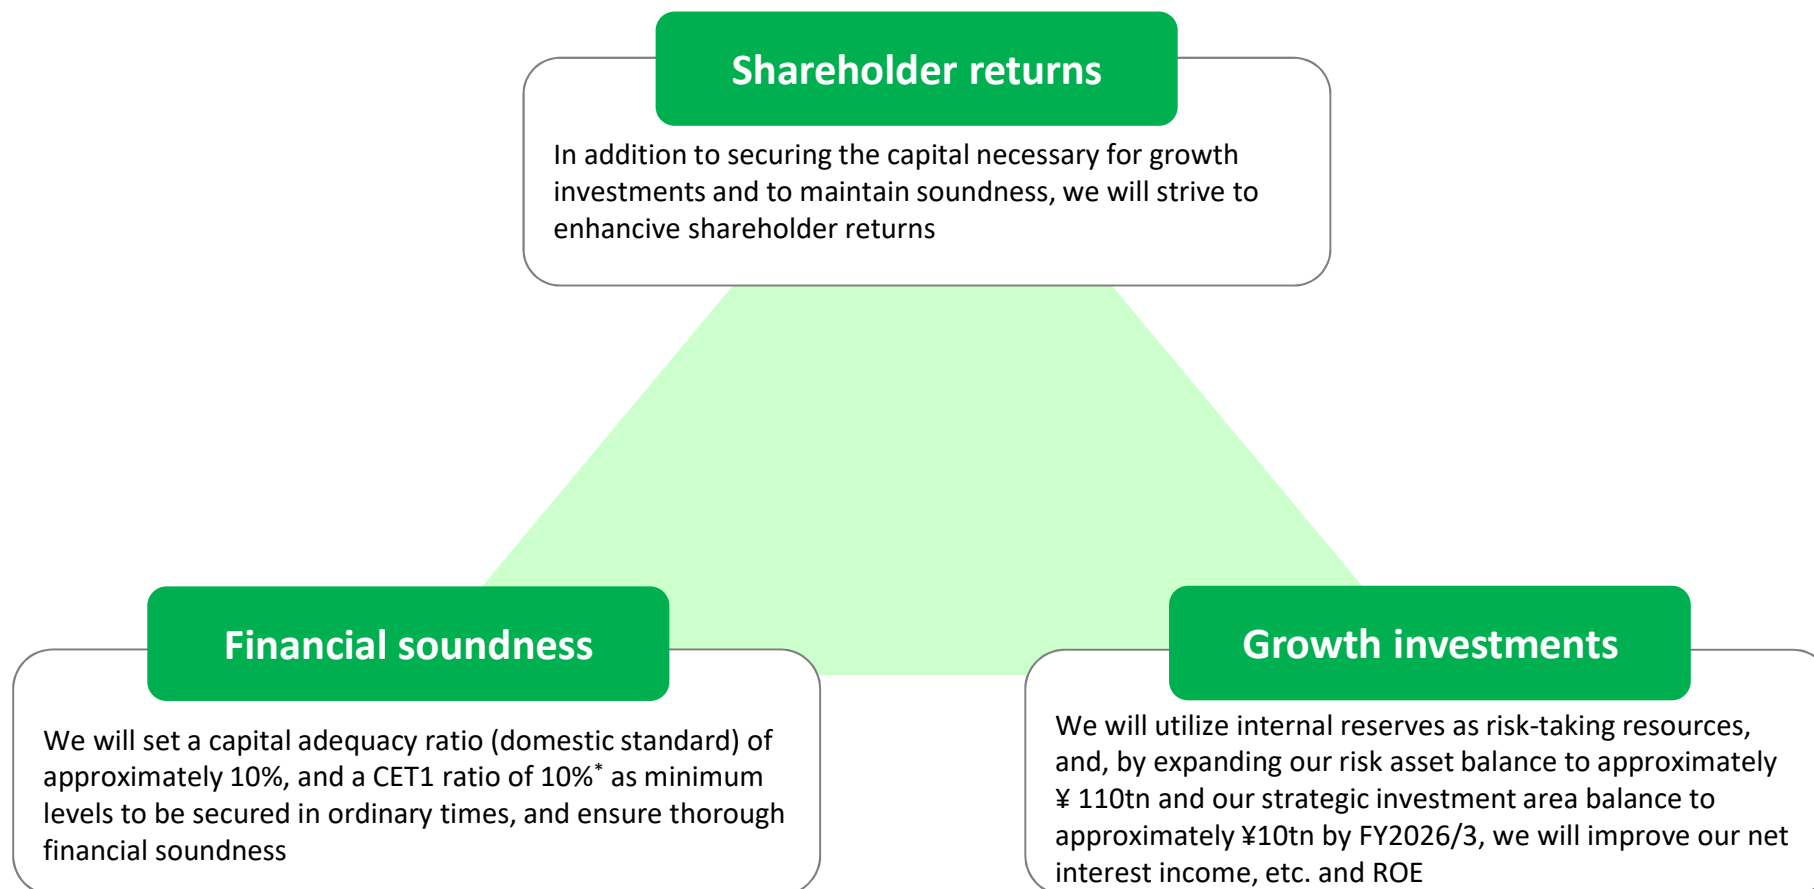 Shareholder returns
In addition to securing the capital necessary for growth
investments and to maintain soundness, we will strive to
enhancive shareholder returns
Financial soundness
We will set a capital adequacy ratio (domestic standard) of
approximately 10%, and a CET1 ratio of 10%* as minimum
levels to be secured in ordinary times, and ensure thorough
financial soundness
Growth investments
We will utilize internal reserves as risk-taking resources,
and, by expanding our risk asset balance to approximately
¥ 110tn and our strategic investment area balance to
approximately ¥10tn by FY2026/3, we will improve our net
interest income, etc. and ROE